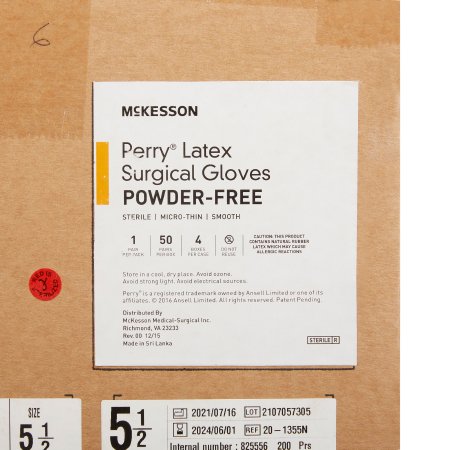 6
McKESSON
Perry® Latex
Surgical Gloves
POWDER-FREE
STERILE | MICRO-THIN | SMOOTH
1 PAIR PER/PACK
50 PAIRS PER/BOX
4 BOXES PER/CASE
DO NOT REUSE
CAUTION: THIS PRODUCT
CONTAINS NATURAL RUBBER
LATEX WHICH MAY CAUSE
ALLERGIC REACTIONS
Store in a cool, dry place. Avoid ozone.
Avoid strong light. Avoid electrical sources.
Perry® is a registered trademark owned by Ansell Limited or one of its
affiliates. © 2016 Ansell Limited. All rights reserved. Patent Pending.
Distributed By
McKesson Medical-Surgical Inc.
Richmond, VA 23233
Rev. 00 12/15
Made in Sri Lanka
STERILE R
SIZE
5 1/2
5 1/2
2021/07/16 LOT 2107057305
2024/06/01 REF 20-1355N
Internal number : 825556 200 Prs